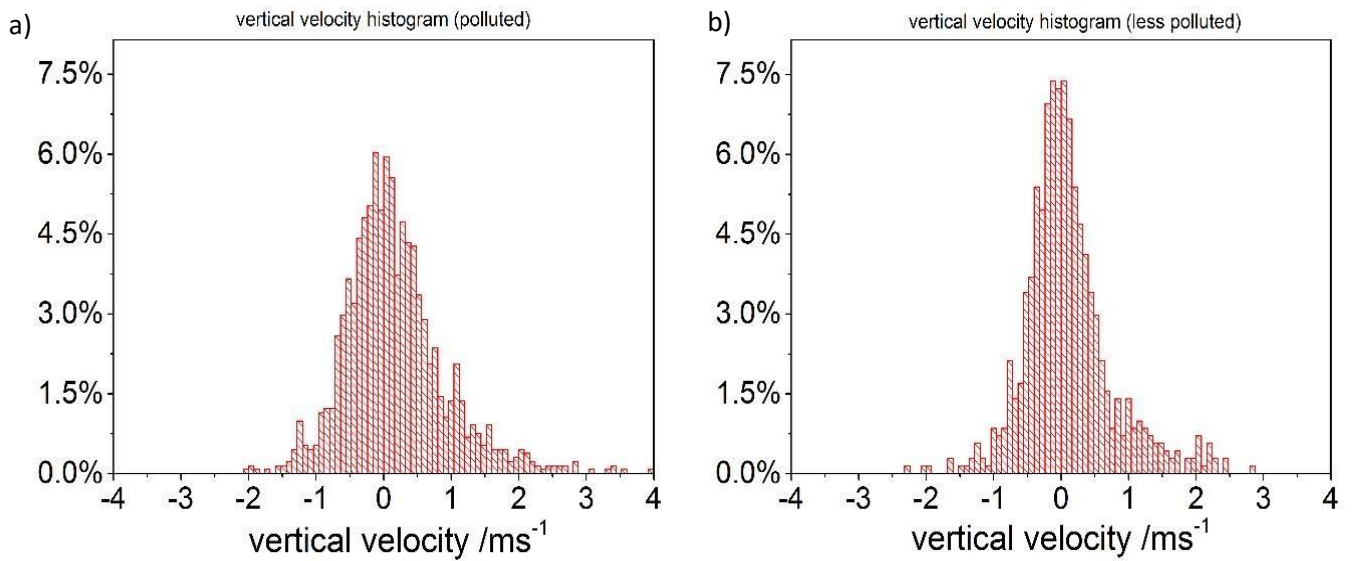 a)
vertical velocity histogram (polluted)
7.5%
6.0%
4.5%
3.0%
1.5%
0.0%
-4 -3 -2 -1 0 1 2 3 4
vertical velocity /ms⁻¹
b)
vertical velocity histogram (less polluted)
7.5%
6.0%
4.5%
3.0%
1.5%
0.0%
-4 -3 -2 -1 0 1 2 3 4
vertical velocity /ms⁻¹